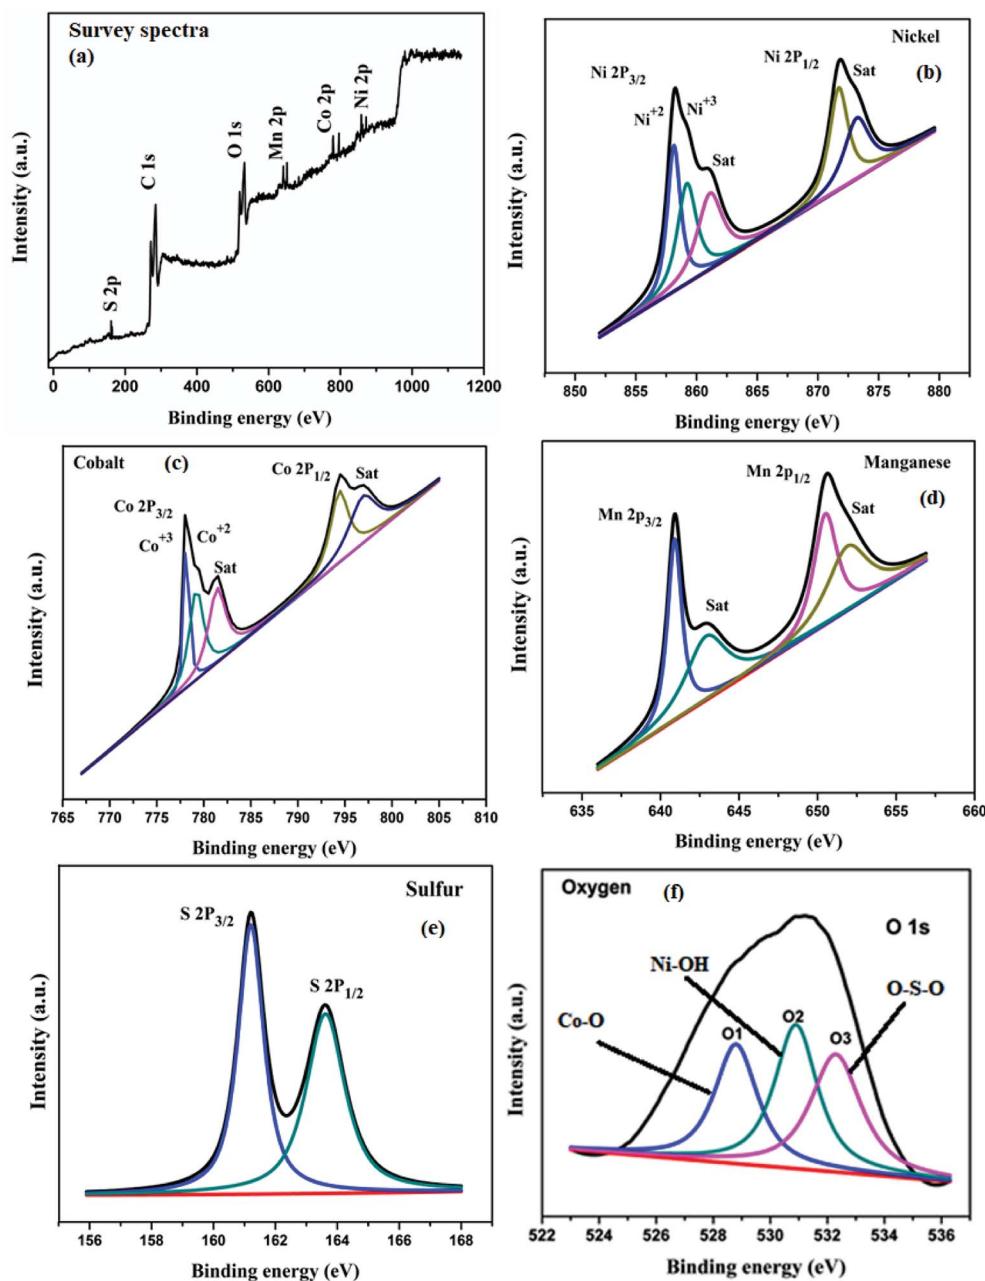 Survey spectra
(a)
S 2p
C 1s
O 1s
Mn 2p
Co 2p
Ni 2p
Intensity (a.u.)
0 200 400 600 800 1000 1200
Binding energy (eV)
Nickel
(b)
Ni 2P3/2
Ni+2
Ni+3
Sat
Ni 2P1/2
Sat
Intensity (a.u.)
850 855 860 865 870 875 880
Binding energy (eV)
Cobalt
(c)
Co 2P3/2
Co+3
Co+2
Sat
Co 2P1/2
Sat
Intensity (a.u.)
765 770 775 780 785 790 795 800 805 810
Binding energy (eV)
Manganese
(d)
Mn 2p3/2
Sat
Mn 2p1/2
Sat
Intensity (a.u.)
635 640 645 650 655 660
Binding energy (eV)
Sulfur
(e)
S 2P3/2
S 2P1/2
Intensity (a.u.)
156 158 160 162 164 166 168
Binding energy (eV)
Oxygen
(f)
O 1s
Ni-OH
O-S-O
Co-O
O1
O2
O3
Intensity (a.u.)
522 524 526 528 530 532 534 536
Binding energy (eV)